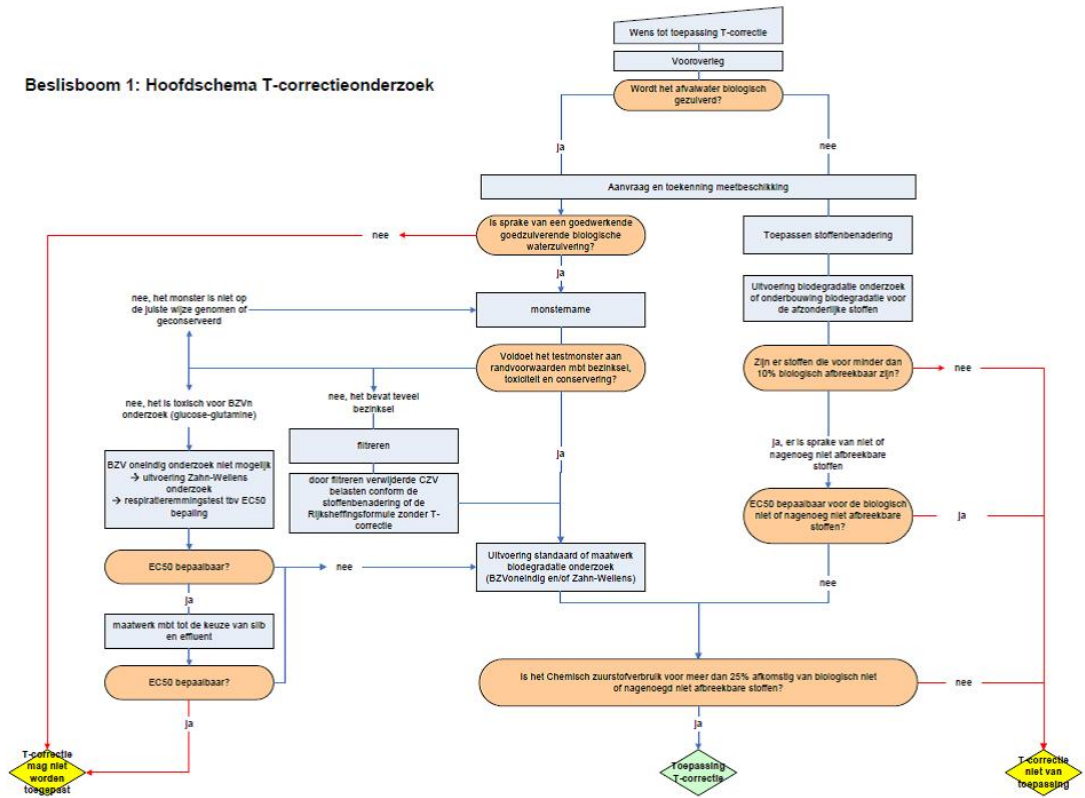 Beslisboom 1: Hoofdschema T-correctieonderzoek
Wens tot toepassing T-correctie
Vooroverleg
Wordt het afvalwater biologisch
gezuiverd?
ja
nee
Aanvraag en toekenning meetbeschikking
Is sprake van een goedwerkende
goedzuiverende biologische
waterzuivering?
nee
ja
Toepassen stoffenbenadering
nee, het monster is niet op
de juiste wijze genomen of
geconserveerd
monstername
Uitvoering biodegradatie onderzoek
of onderbouwing biodegradatie voor
de afzonderlijke stoffen
Voldoet het testmonster aan
randvoorwaarden mbt bezinksel,
toxiciteit en conservering?
Zijn er stoffen die voor minder dan
10% biologisch afbreekbaar zijn?
nee
nee, het is toxisch voor BZVn
onderzoek (glucose-glutamine)
nee, het bevat teveel
bezinksel
ja
ja, er is sprake van niet of
nagenoeg niet afbreekbare
stoffen
filtreren
BZV oneindig onderzoek niet mogelijk
→ uitvoering Zahn-Wellens
onderzoek
→ respiratieremmingstest tbv EC50
bepaling
door filtreren verwijderde CZV
belasten conform de
stoffenbenadering of de
Rijksheffingsformule zonder T-
correctie
EC50 bepaalbaar voor de biologisch
niet of nagenoeg niet afbreekbare
stoffen?
ja
nee
EC50 bepaalbaar?
nee
Uitvoering standaard of maatwerk
biodegradatie onderzoek
(BZVoneindig en/of Zahn-Wellens)
ja
maatwerk mbt tot de keuze van slib
en effluent
EC50 bepaalbaar?
ja
Is het Chemisch zuurstofverbruik voor meer dan 25% afkomstig van biologisch niet
of nagenoegd niet afbreekbare stoffen?
nee
ja
T-correctie
mag niet
worden
toegepast
Toepassing
T-correctie
T-correctie
niet van
toepassing